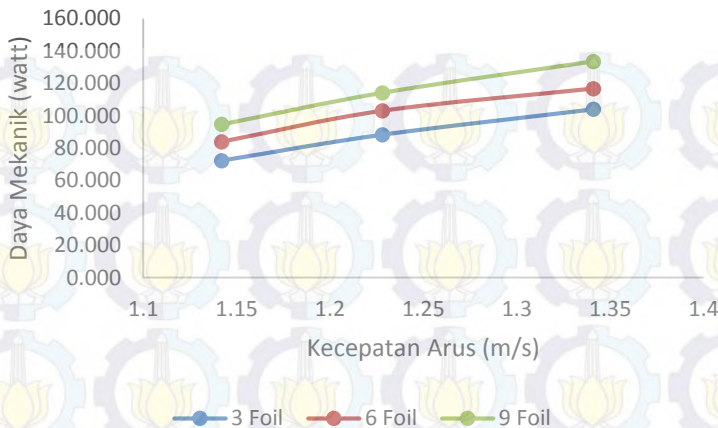 160.000
140.000
120.000
100.000
80.000
60.000
40.000
20.000
0.000
Daya Mekanik (watt)
1.1 1.15 1.2 1.25 1.3 1.35 1.4
Kecepatan Arus (m/s)
3 Foil 6 Foil 9 Foil